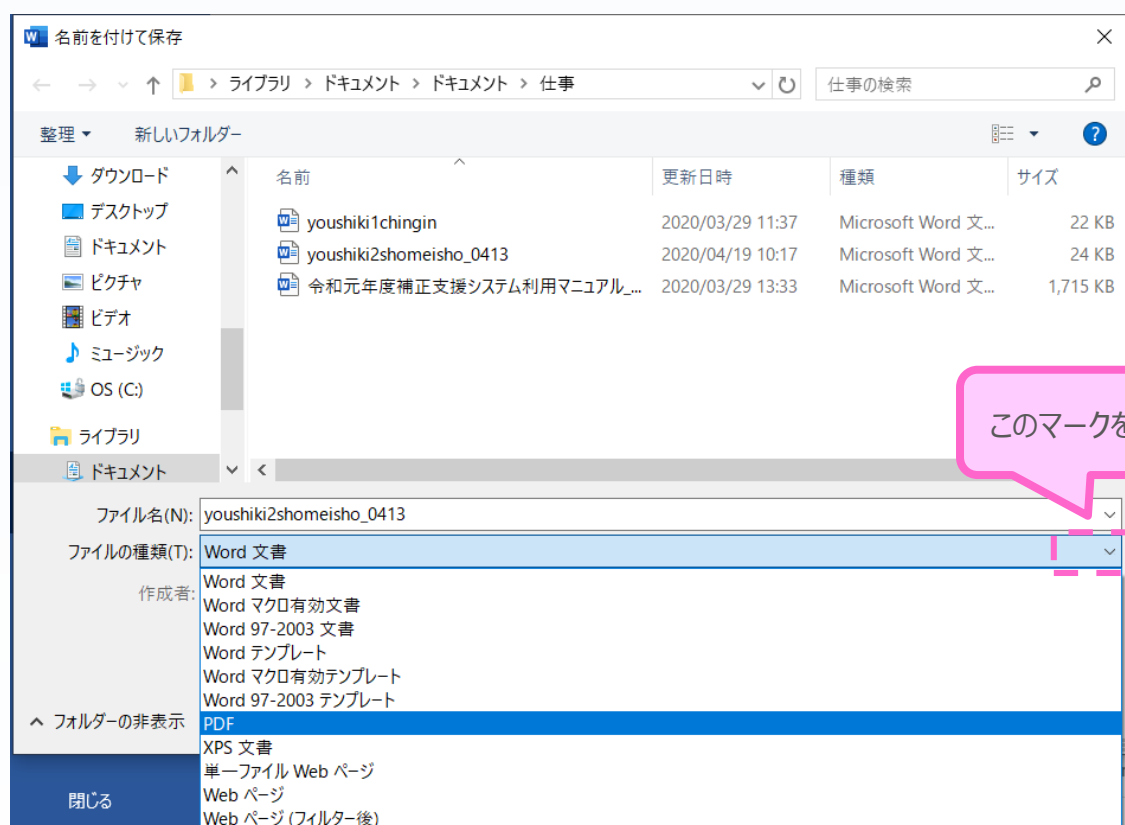 名前を付けて保存
ライブラリ > ドキュメント > ドキュメント > 仕事
仕事の検索
整理
新しいフォルダー
ダウンロード
デスクトップ
ドキュメント
ピクチャ
ビデオ
ミュージック
OS (C:)
ライブラリ
ドキュメント
名前 更新日時 種類 サイズ
youshiki1chingin 2020/03/29 11:37 Microsoft Word 文... 22 KB
youshiki2shomeisho_0413 2020/04/19 10:17 Microsoft Word 文... 24 KB
令和元年度補正支援システム利用マニュアル_... 2020/03/29 13:33 Microsoft Word 文... 1,715 KB
このマークを
ファイル名(N): youshiki2shomeisho_0413
ファイルの種類(T): Word 文書
作成者:
Word 文書
Word マクロ有効文書
Word 97-2003 文書
Word テンプレート
Word マクロ有効テンプレート
Word 97-2003 テンプレート
フォルダーの非表示
PDF
XPS 文書
単一ファイル Web ページ
Web ページ
Web ページ (フィルター後)
閉じる